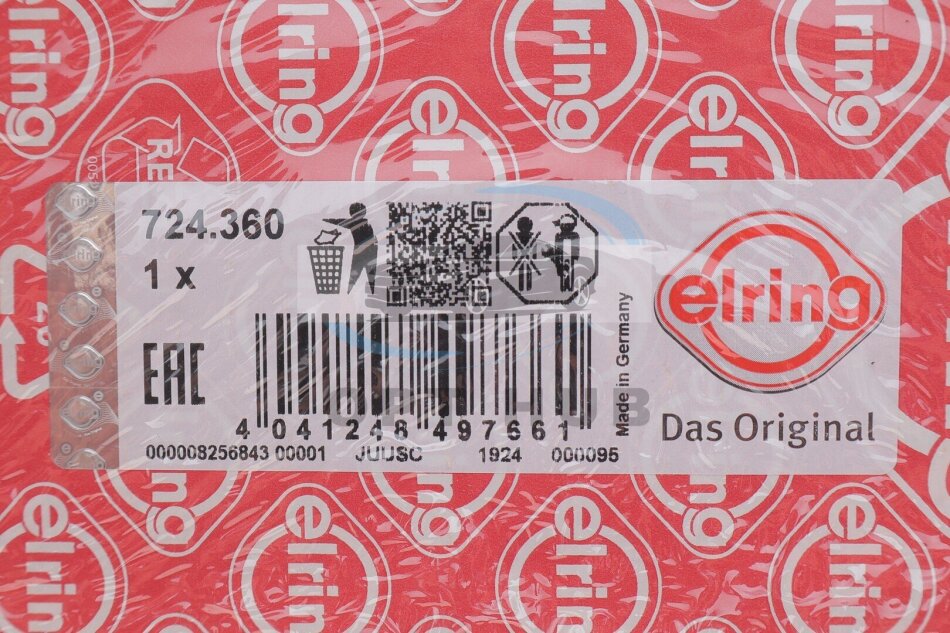 724.360
1 x
EAC
4 041248 497661
000008256843 00001 JUUSC 1924 000095
Made in Germany
elring
Das Original